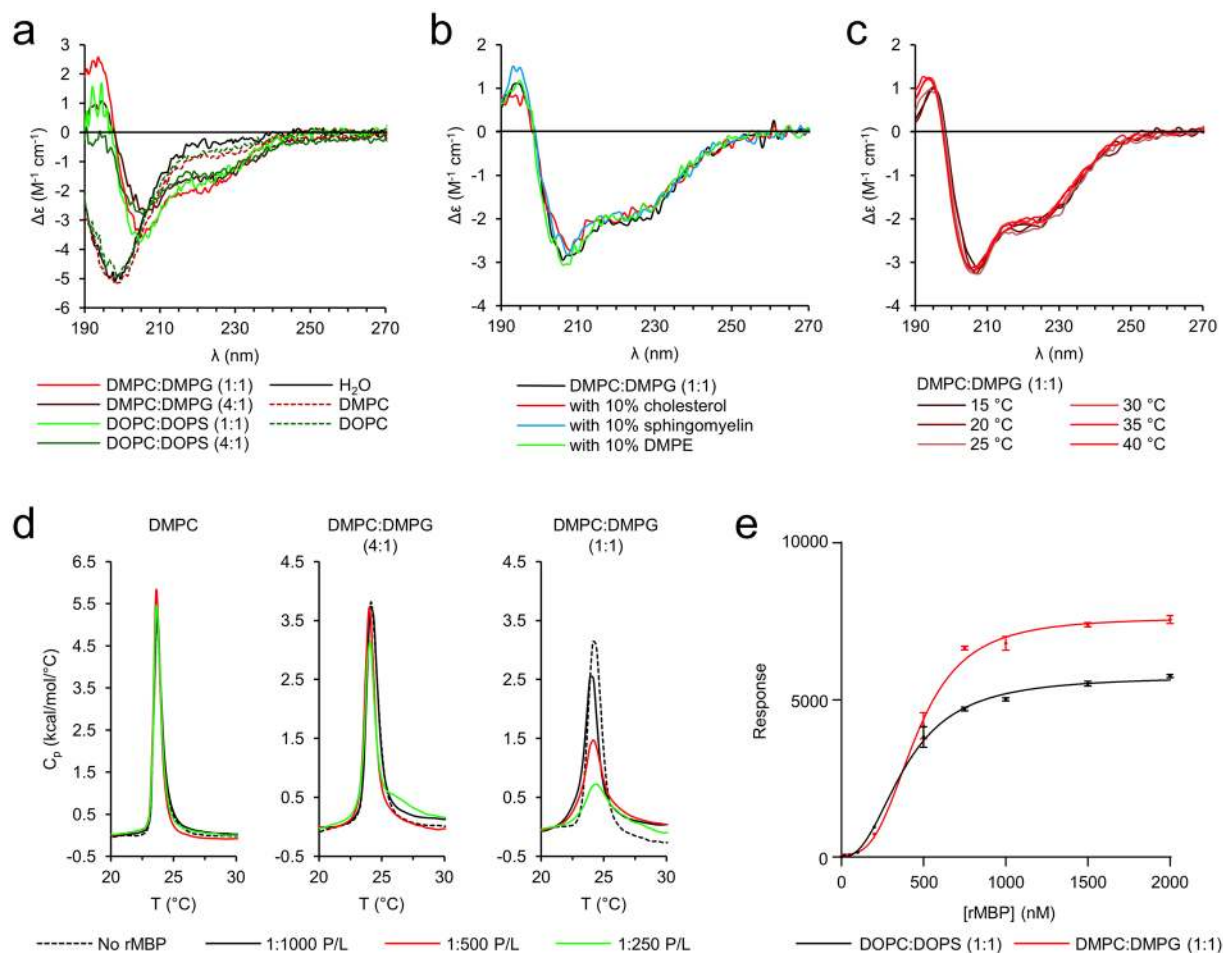 a
3
2
1
0
-1
-2
-3
-4
-5
-6
Δε (M⁻¹ cm⁻¹)
190 210 230 250 270
λ (nm)
DMPC:DMPG (1:1)
DMPC:DMPG (4:1)
DOPC:DOPS (1:1)
DOPC:DOPS (4:1)
H₂O
DMPC
DOPC
b
2
1
0
-1
-2
-3
-4
Δε (M⁻¹ cm⁻¹)
190 210 230 250 270
λ (nm)
DMPC:DMPG (1:1)
with 10% cholesterol
with 10% sphingomyelin
with 10% DMPE
c
2
1
0
-1
-2
-3
-4
Δε (M⁻¹ cm⁻¹)
190 210 230 250 270
λ (nm)
DMPC:DMPG (1:1)
15 °C
20 °C
25 °C
30 °C
35 °C
40 °C
d
DMPC
6.5
5.5
4.5
3.5
2.5
1.5
0.5
-0.5
Cₚ (kcal/mol/°C)
20 25 30
T (°C)
DMPC:DMPG
(4:1)
4.5
3.5
2.5
1.5
0.5
-0.5
20 25 30
T (°C)
DMPC:DMPG
(1:1)
4.5
3.5
2.5
1.5
0.5
-0.5
20 25 30
T (°C)
No rMBP 1:1000 P/L 1:500 P/L 1:250 P/L
e
10000
5000
0
Response
0 500 1000 1500 2000
[rMBP] (nM)
DOPC:DOPS (1:1) DMPC:DMPG (1:1)